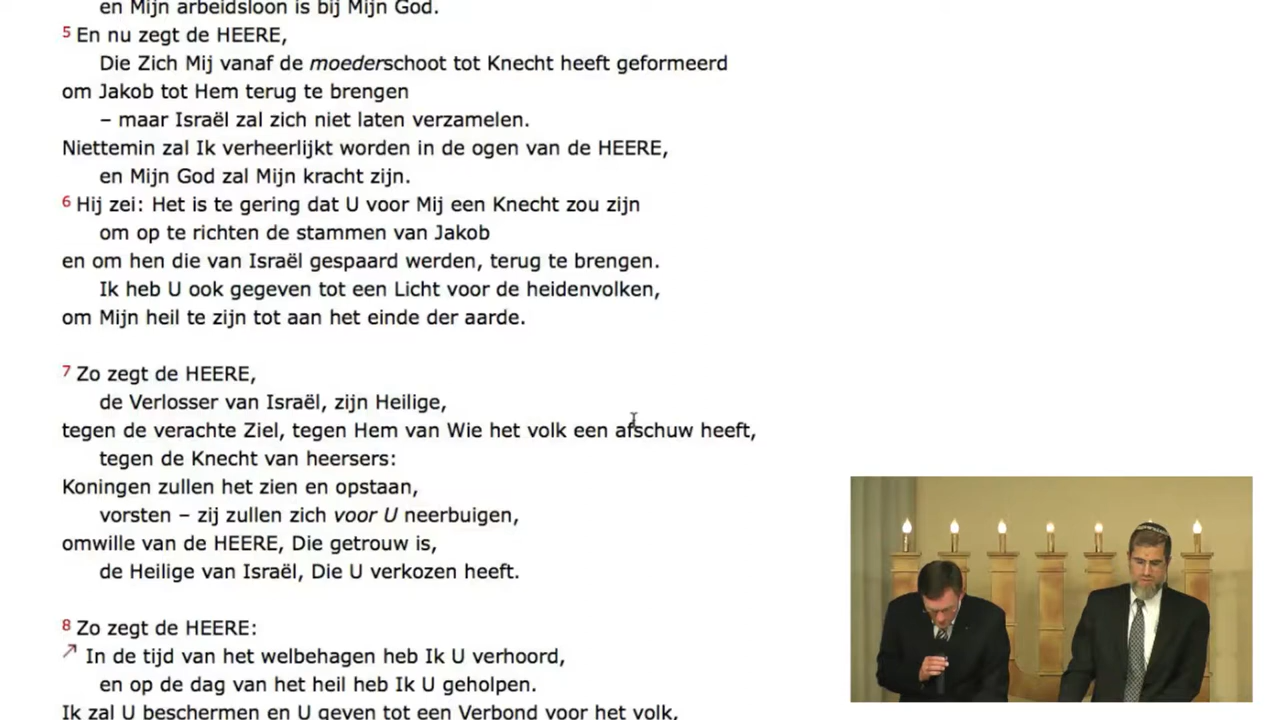 en Mijn arbeidsloon is bij Mijn God.
5 En nu zegt de HEERE,
Die Zich Mij vanaf de moederschoot tot Knecht heeft geformeerd
om Jakob tot Hem terug te brengen
– maar Israël zal zich niet laten verzamelen.
Niettemin zal Ik verheerlijkt worden in de ogen van de HEERE,
en Mijn God zal Mijn kracht zijn.
6 Hij zei: Het is te gering dat U voor Mij een Knecht zou zijn
om op te richten de stammen van Jakob
en om hen die van Israël gespaard werden, terug te brengen.
Ik heb U ook gegeven tot een Licht voor de heidenvolken,
om Mijn heil te zijn tot aan het einde der aarde.
7 Zo zegt de HEERE,
de Verlosser van Israël, zijn Heilige,
tegen de verachte Ziel, tegen Hem van Wie het volk een afschuw heeft,
tegen de Knecht van heersers:
Koningen zullen het zien en opstaan,
vorsten – zij zullen zich voor U neerbuigen,
omwille van de HEERE, Die getrouw is,
de Heilige van Israël, Die U verkozen heeft.
8 Zo zegt de HEERE:
In de tijd van het welbehagen heb Ik U verhoord,
en op de dag van het heil heb Ik U geholpen.
Ik zal U beschermen en U geven tot een Verbond voor het volk,